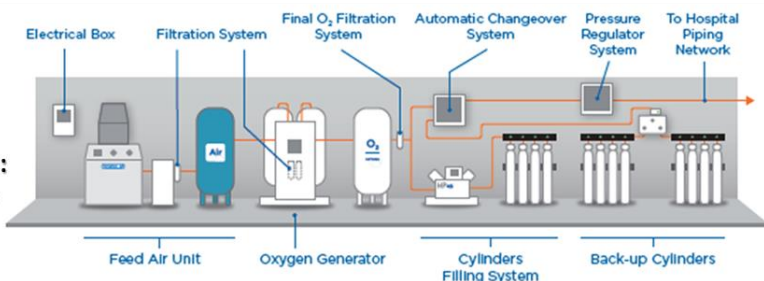 Electrical Box
Filtration System
Final O₂ Filtration
System
Automatic Changeover
System
Pressure
Regulator
System
To Hospital
Piping
Network
Air
O₂
HP
Feed Air Unit
Oxygen Generator
Cylinders
Filling System
Back-up Cylinders